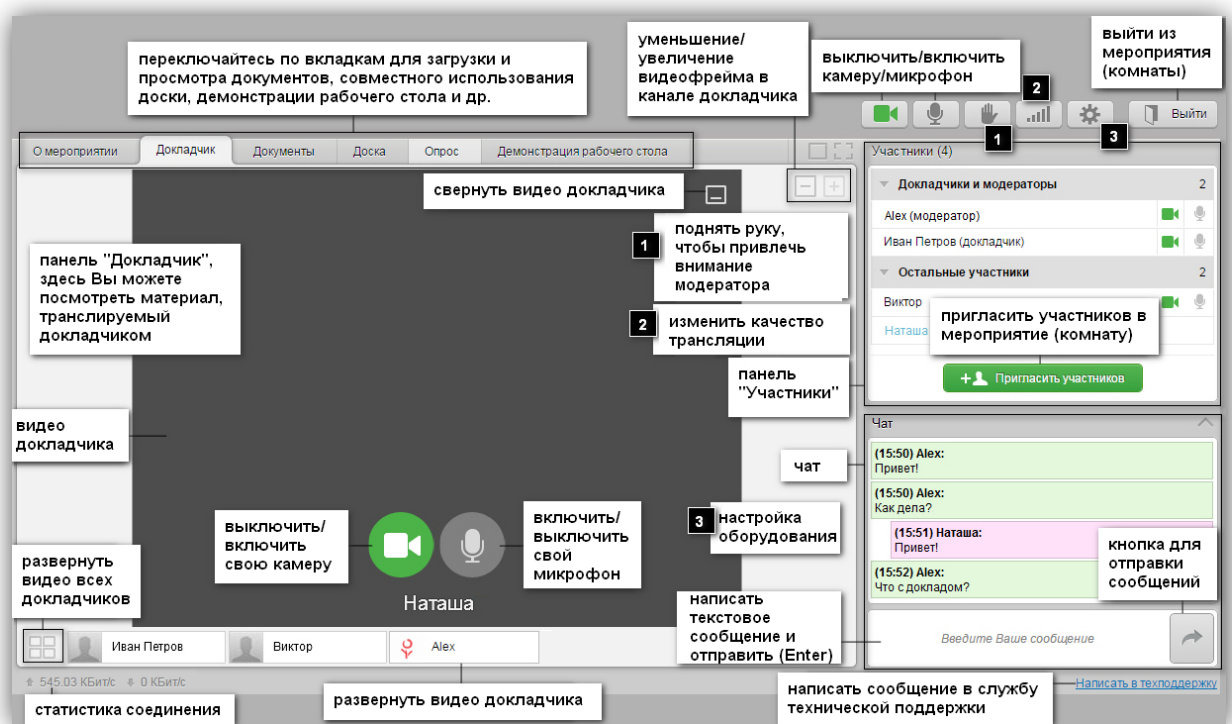 переключайтесь по вкладкам для загрузки и
просмотра документов, совместного использования
доски, демонстрации рабочего стола и др.
уменьшение/
увеличение
видеофрейма в
канале докладчика
выключить/включить
камеру/микрофон
выйти из
мероприятия
(комнаты)
2
Выйти
1
3
О мероприятии
Докладчик
Документы
Доска
Опрос
Демонстрация рабочего стола
Участники (4)
Докладчики и модераторы 2
Alex (модератор)
Иван Петров (докладчик)
Остальные участники 2
Виктор
Наташа
пригласить участников в
мероприятие (комнату)
Пригласить участников
свернуть видео докладчика
1 поднять руку,
чтобы привлечь
внимание
модератора
2 изменить качество
трансляции
панель
"Участники"
панель "Докладчик",
здесь Вы можете
посмотреть материал,
транслируемый
докладчиком
видео
докладчика
чат
Чат
(15:50) Alex:
Привет!
(15:50) Alex:
Как дела?
(15:51) Наташа:
Привет!
(15:52) Alex:
Что с докладом?
кнопка для
отправки
сообщений
3 настройка
оборудования
выключить/
включить
свою камеру
включить/
выключить
свой
микрофон
Наташа
развернуть
видео всех
докладчиков
написать
текстовое
сообщение и
отправить (Enter)
Введите Ваше сообщение
Иван Петров
Виктор
Alex
545.03 КБит/с 0 КБит/с
статистика соединения
развернуть видео докладчика
написать сообщение в службу
технической поддержки
Написать в техподдержку